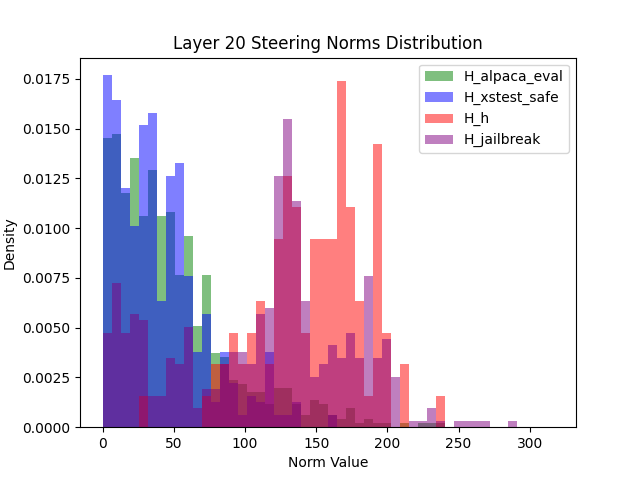 Layer 20 Steering Norms Distribution
H_alpaca_eval
H_xstest_safe
H_h
H_jailbreak
0.0175
0.0150
0.0125
0.0100
0.0075
0.0050
0.0025
0.0000
Density
0 50 100 150 200 250 300
Norm Value